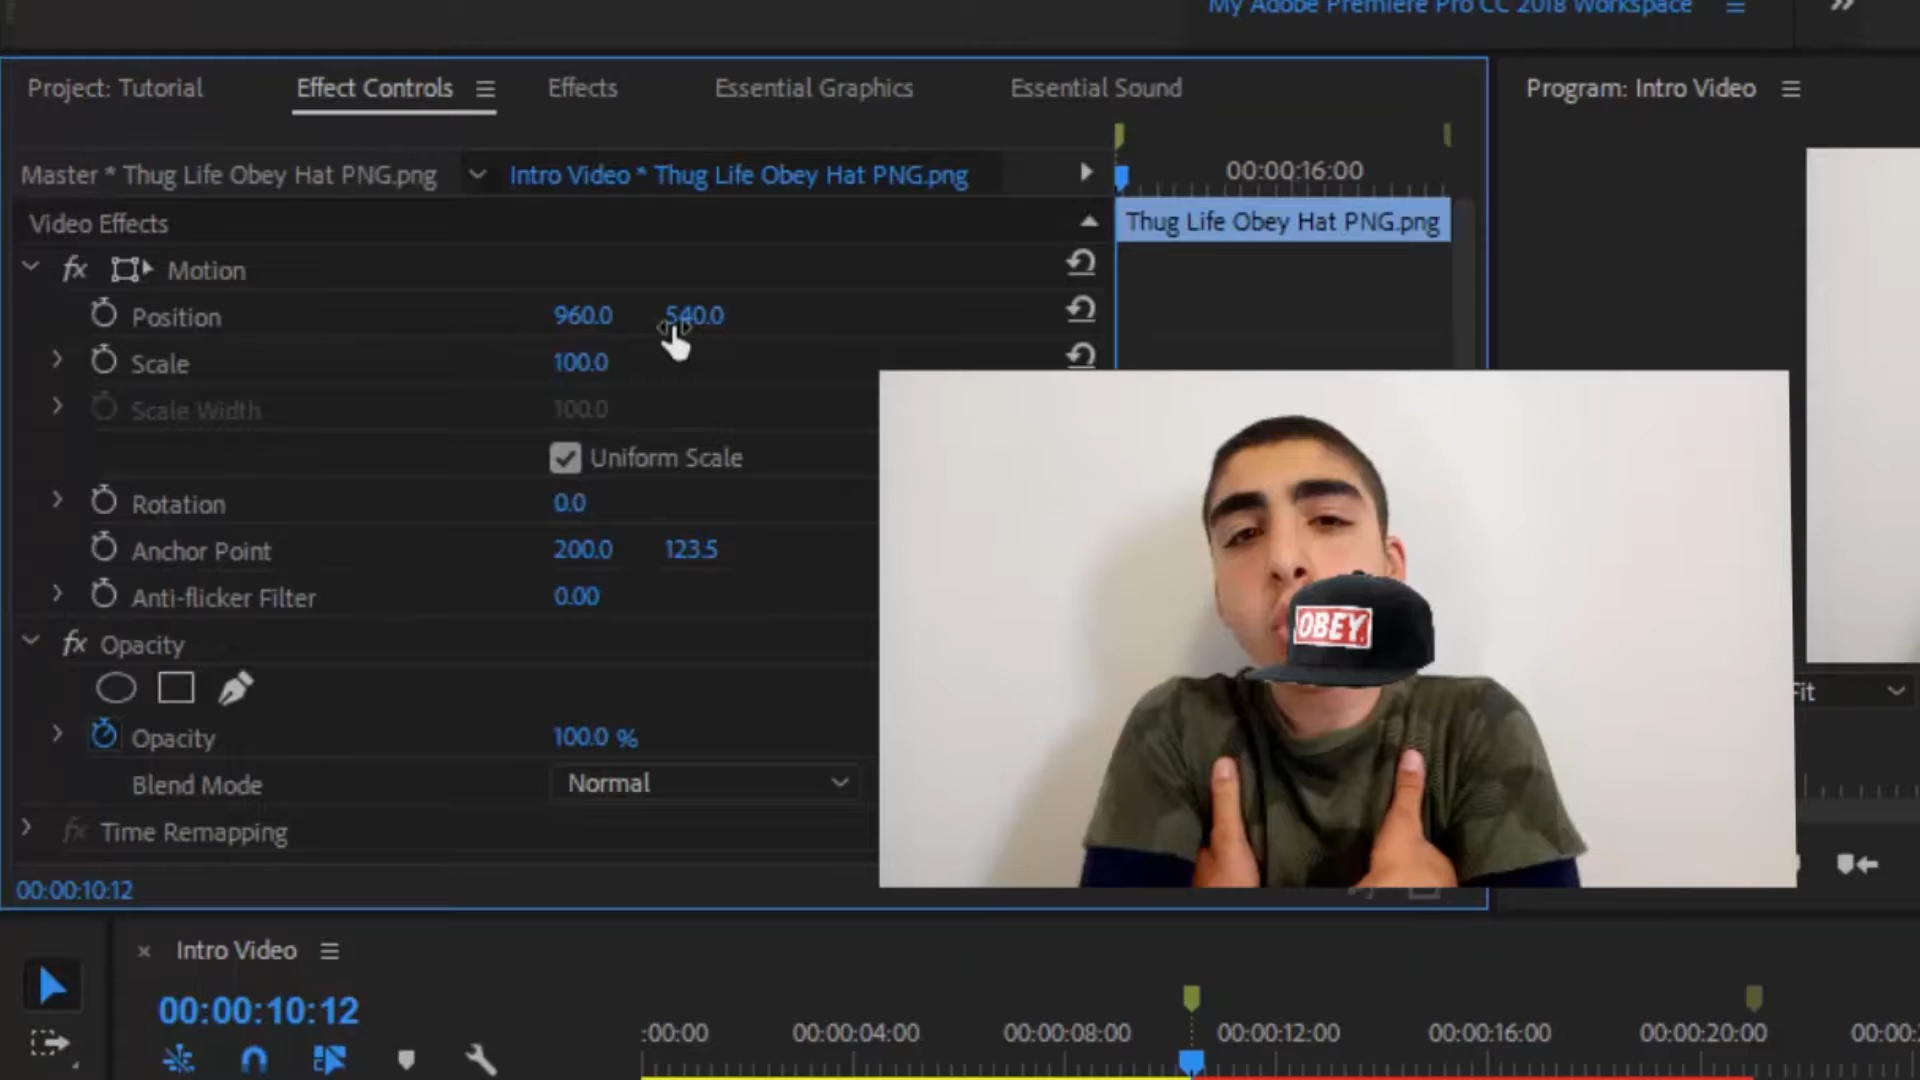 My Adobe Premiere Pro CC 2018 Workspace
Project: Tutorial
Effect Controls
Effects
Essential Graphics
Essential Sound
Program: Intro Video
Master * Thug Life Obey Hat PNG.png
Intro Video * Thug Life Obey Hat PNG.png
00:00:16:00
Video Effects
Thug Life Obey Hat PNG.png
fx Motion
Position 960.0 540.0
Scale 100.0
Scale Width 100.0
Uniform Scale
Rotation 0.0
Anchor Point 200.0 123.5
Anti-flicker Filter 0.00
OBEY
fx Opacity
Fit
Opacity 100.0 %
Blend Mode Normal
fx Time Remapping
00:00:10:12
Intro Video
00:00:10:12
:00:00 00:00:04:00 00:00:08:00 00:00:12:00 00:00:16:00 00:00:20:00 00:00: